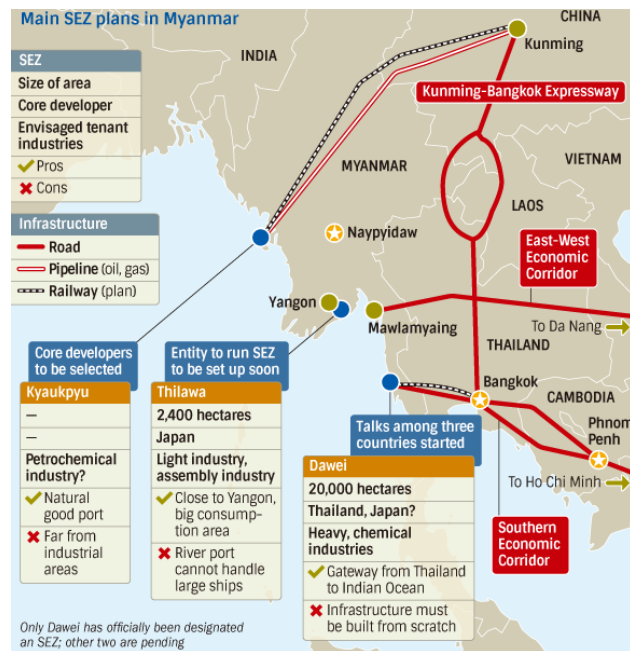 Main SEZ plans in Myanmar
SEZ
Size of area
Core developer
Envisaged tenant
industries
Pros
Cons
Infrastructure
Road
Pipeline (oil, gas)
Railway (plan)
INDIA
CHINA
Kunming
Kunming-Bangkok Expressway
MYANMAR
VIETNAM
LAOS
Naypyidaw
East-West
Economic
Corridor
Yangon
Mawlamyaing
To Da Nang
THAILAND
Bangkok
CAMBODIA
Phnom
Penh
To Ho Chi Minh
Southern
Economic
Corridor
Core developers
to be selected
Kyaukpyu
—
—
Petrochemical
industry?
Natural
good port
Far from
industrial
areas
Entity to run SEZ
to be set up soon
Thilawa
2,400 hectares
Japan
Light industry,
assembly industry
Close to Yangon,
big consump-
tion area
River port
cannot handle
large ships
Talks among three
countries started
Dawei
20,000 hectares
Thailand, Japan?
Heavy, chemical
industries
Gateway from Thailand
to Indian Ocean
Infrastructure must
be built from scratch
Only Dawei has officially been designated
an SEZ; other two are pending